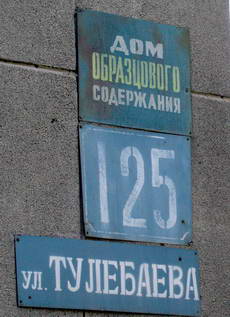 ДОМ
ОБРАЗЦОВОГО
СОДЕРЖАНИЯ
125
ул. ТУЛЕБАЕВА